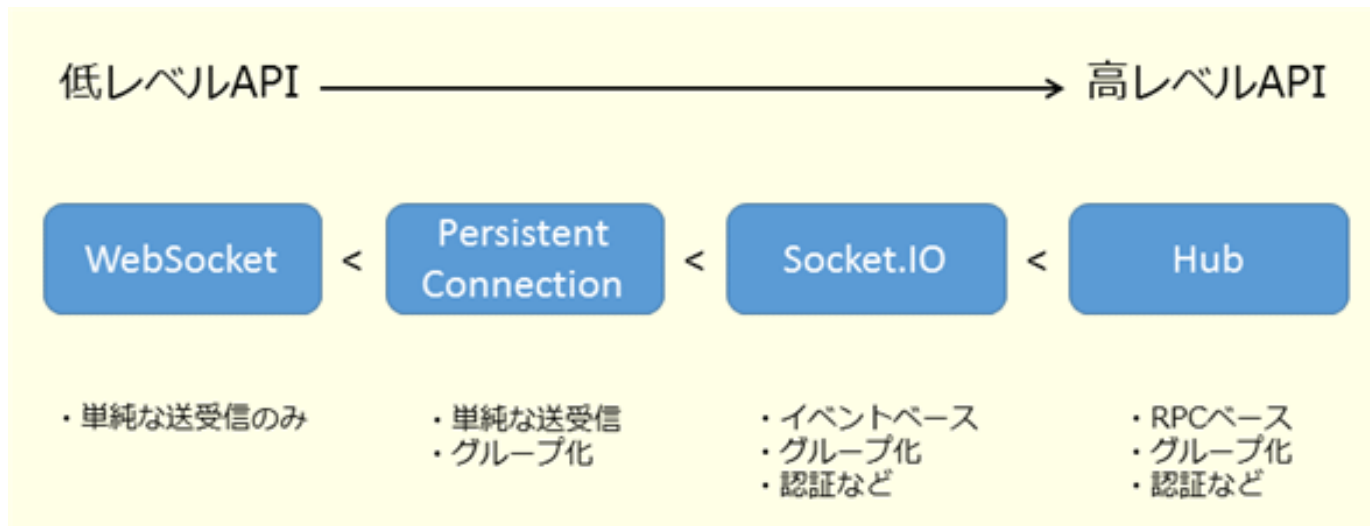 低レベルAPI
高レベルAPI
WebSocket
<
Persistent
Connection
<
Socket.IO
<
Hub
・単純な送受信のみ
・単純な送受信
・グループ化
・イベントベース
・グループ化
・認証など
・RPCベース
・グループ化
・認証など